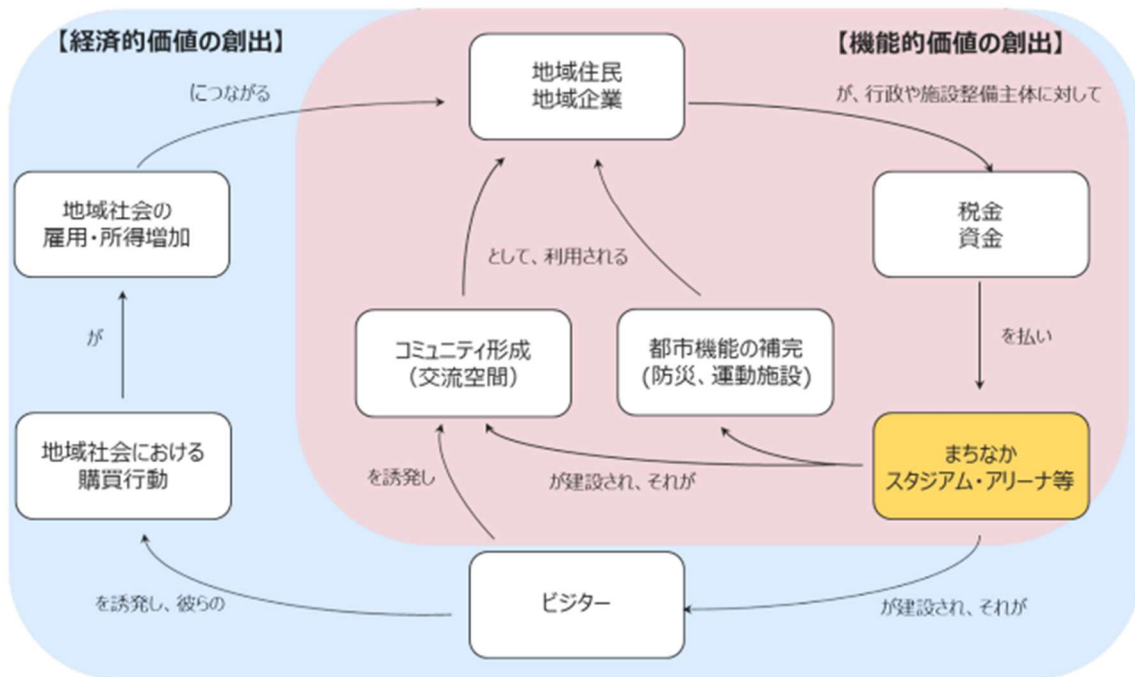 【経済的価値の創出】
【機能的価値の創出】
地域住民
地域企業
につながる
が、行政や施設整備主体に対して
地域社会の
雇用・所得増加
税金
資金
として、利用される
が
を払い
コミュニティ形成
（交流空間）
都市機能の補完
(防災、運動施設)
地域社会における
購買行動
まちなか
スタジアム・アリーナ等
を誘発し
が建設され、それが
ビジター
を誘発し、彼らの
が建設され、それが